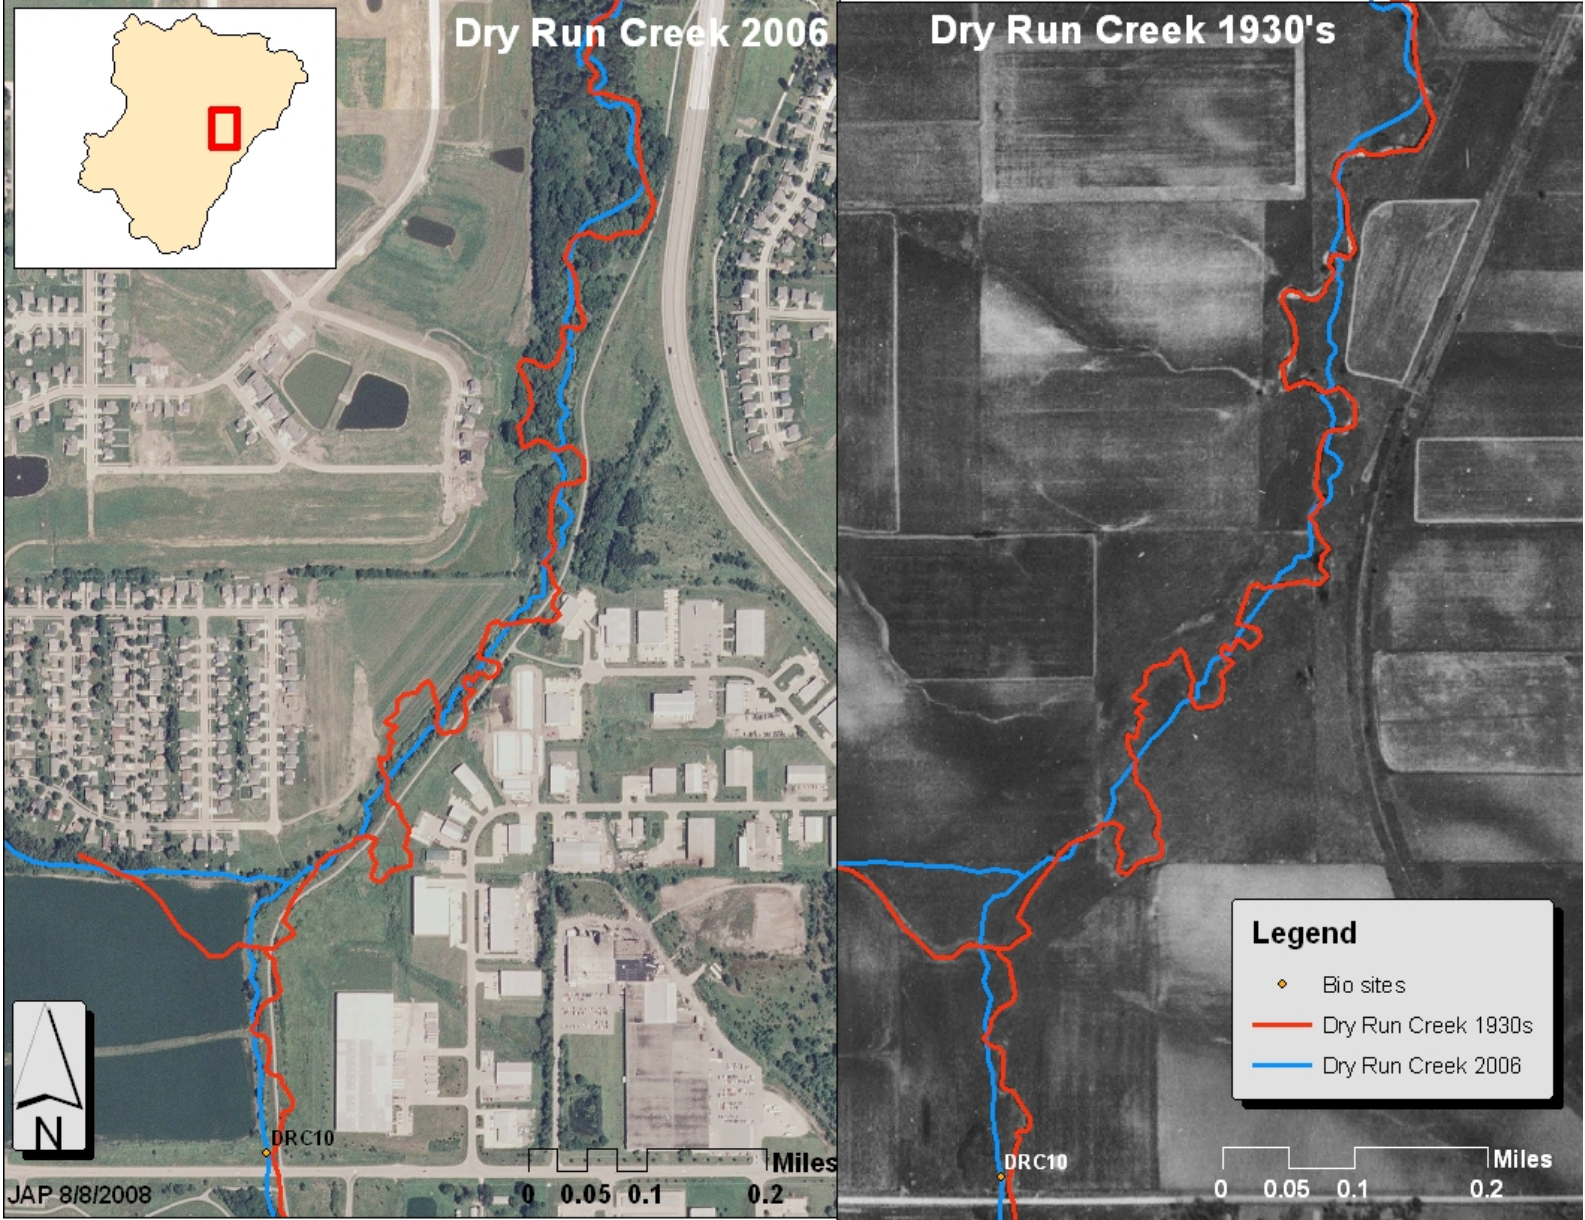 Dry Run Creek 2006
Dry Run Creek 1930's
Legend
Bio sites
Dry Run Creek 1930s
Dry Run Creek 2006
N
DRC10
JAP 8/8/2008
Miles
0 0.05 0.1 0.2
DRC10
Miles
0 0.05 0.1 0.2